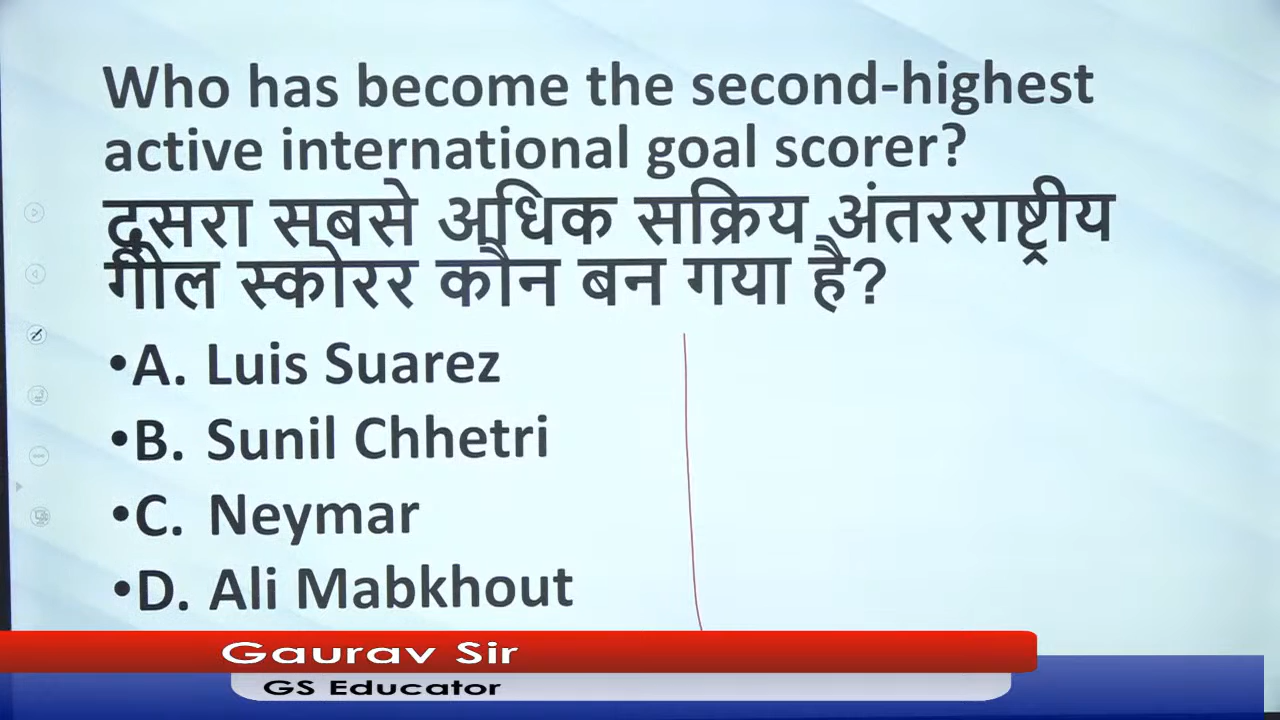 Who has become the second-highest
active international goal scorer?
दूसरा सबसे अधिक सक्रिय अंतरराष्ट्रीय
गोल स्कोरर कौन बन गया है?
•A. Luis Suarez
•B. Sunil Chhetri
•C. Neymar
•D. Ali Mabkhout
Gaurav Sir
GS Educator